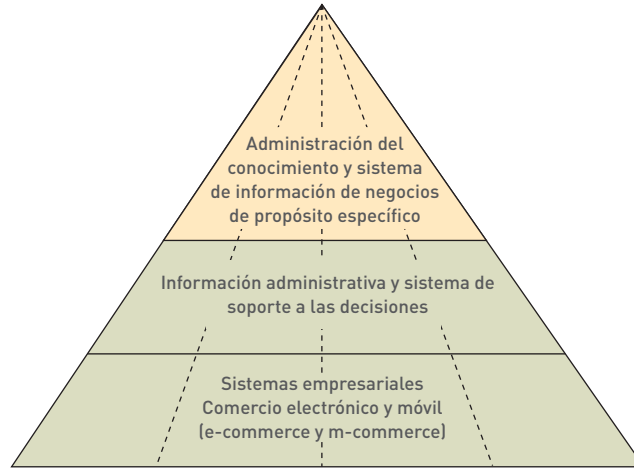 Administración del
conocimiento y sistema
de información de negocios
de propósito específico
Información administrativa y sistema de
soporte a las decisiones
Sistemas empresariales
Comercio electrónico y móvil
(e-commerce y m-commerce)